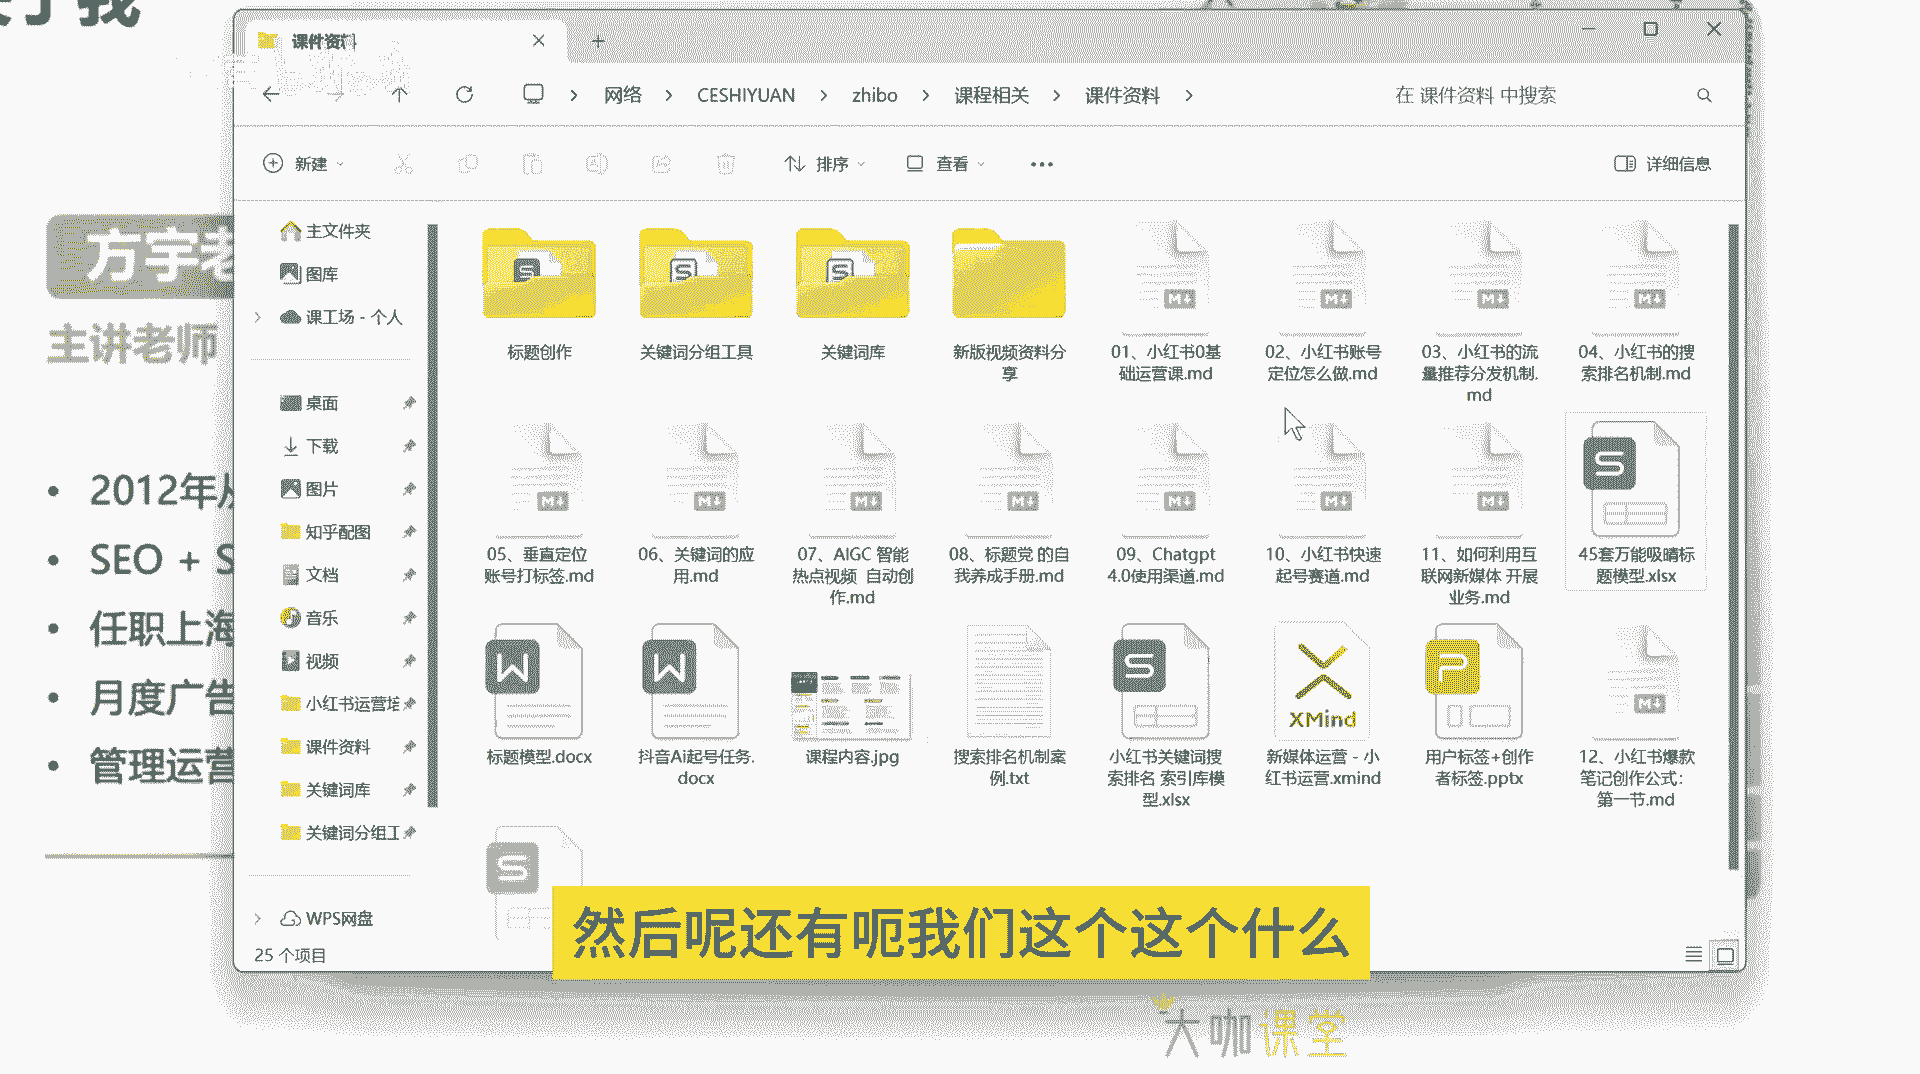 课件资料
网络 CESHIYUAN zhibo 课程相关 课件资料
在 课件资料 中搜索
新建
排序
查看
详细信息
方宇老
主讲老师
2012年从
SEO + S
任职上海
月度广告
管理运营
主文件夹
图库
课工场 - 个人
桌面
下载
图片
知乎配图
文档
音乐
视频
小红书运营培
课件资料
关键词库
关键词分组工
WPS网盘
25 个项目
标题创作
关键词分组工具
关键词库
新版视频资料分
享
01、小红书0基
础运营课.md
02、小红书账号
定位怎么做.md
03、小红书的流
量推荐分发机制.
md
04、小红书的搜
索排名机制.md
05、垂直定位
账号打标签.md
06、关键词的应
用.md
07、AIGC 智能
热点视频 自动创
作.md
08、标题党 的自
我养成手册.md
09、Chatgpt
4.0使用渠道.md
10、小红书快速
起号赛道.md
11、如何利用互
联网新媒体 开展
业务.md
45套万能吸睛标
题模型.xlsx
标题模型.docx
抖音Ai起号任务.
docx
课程内容.jpg
搜索排名机制案
例.txt
小红书关键词搜
索排名 索引库模
型.xlsx
XMind
新媒体运营 - 小
红书运营.xmind
用户标签+创作
者标签.pptx
12、小红书爆款
笔记创作公式：
第一节.md
然后呢还有呃我们这个这个什么
大咖课堂